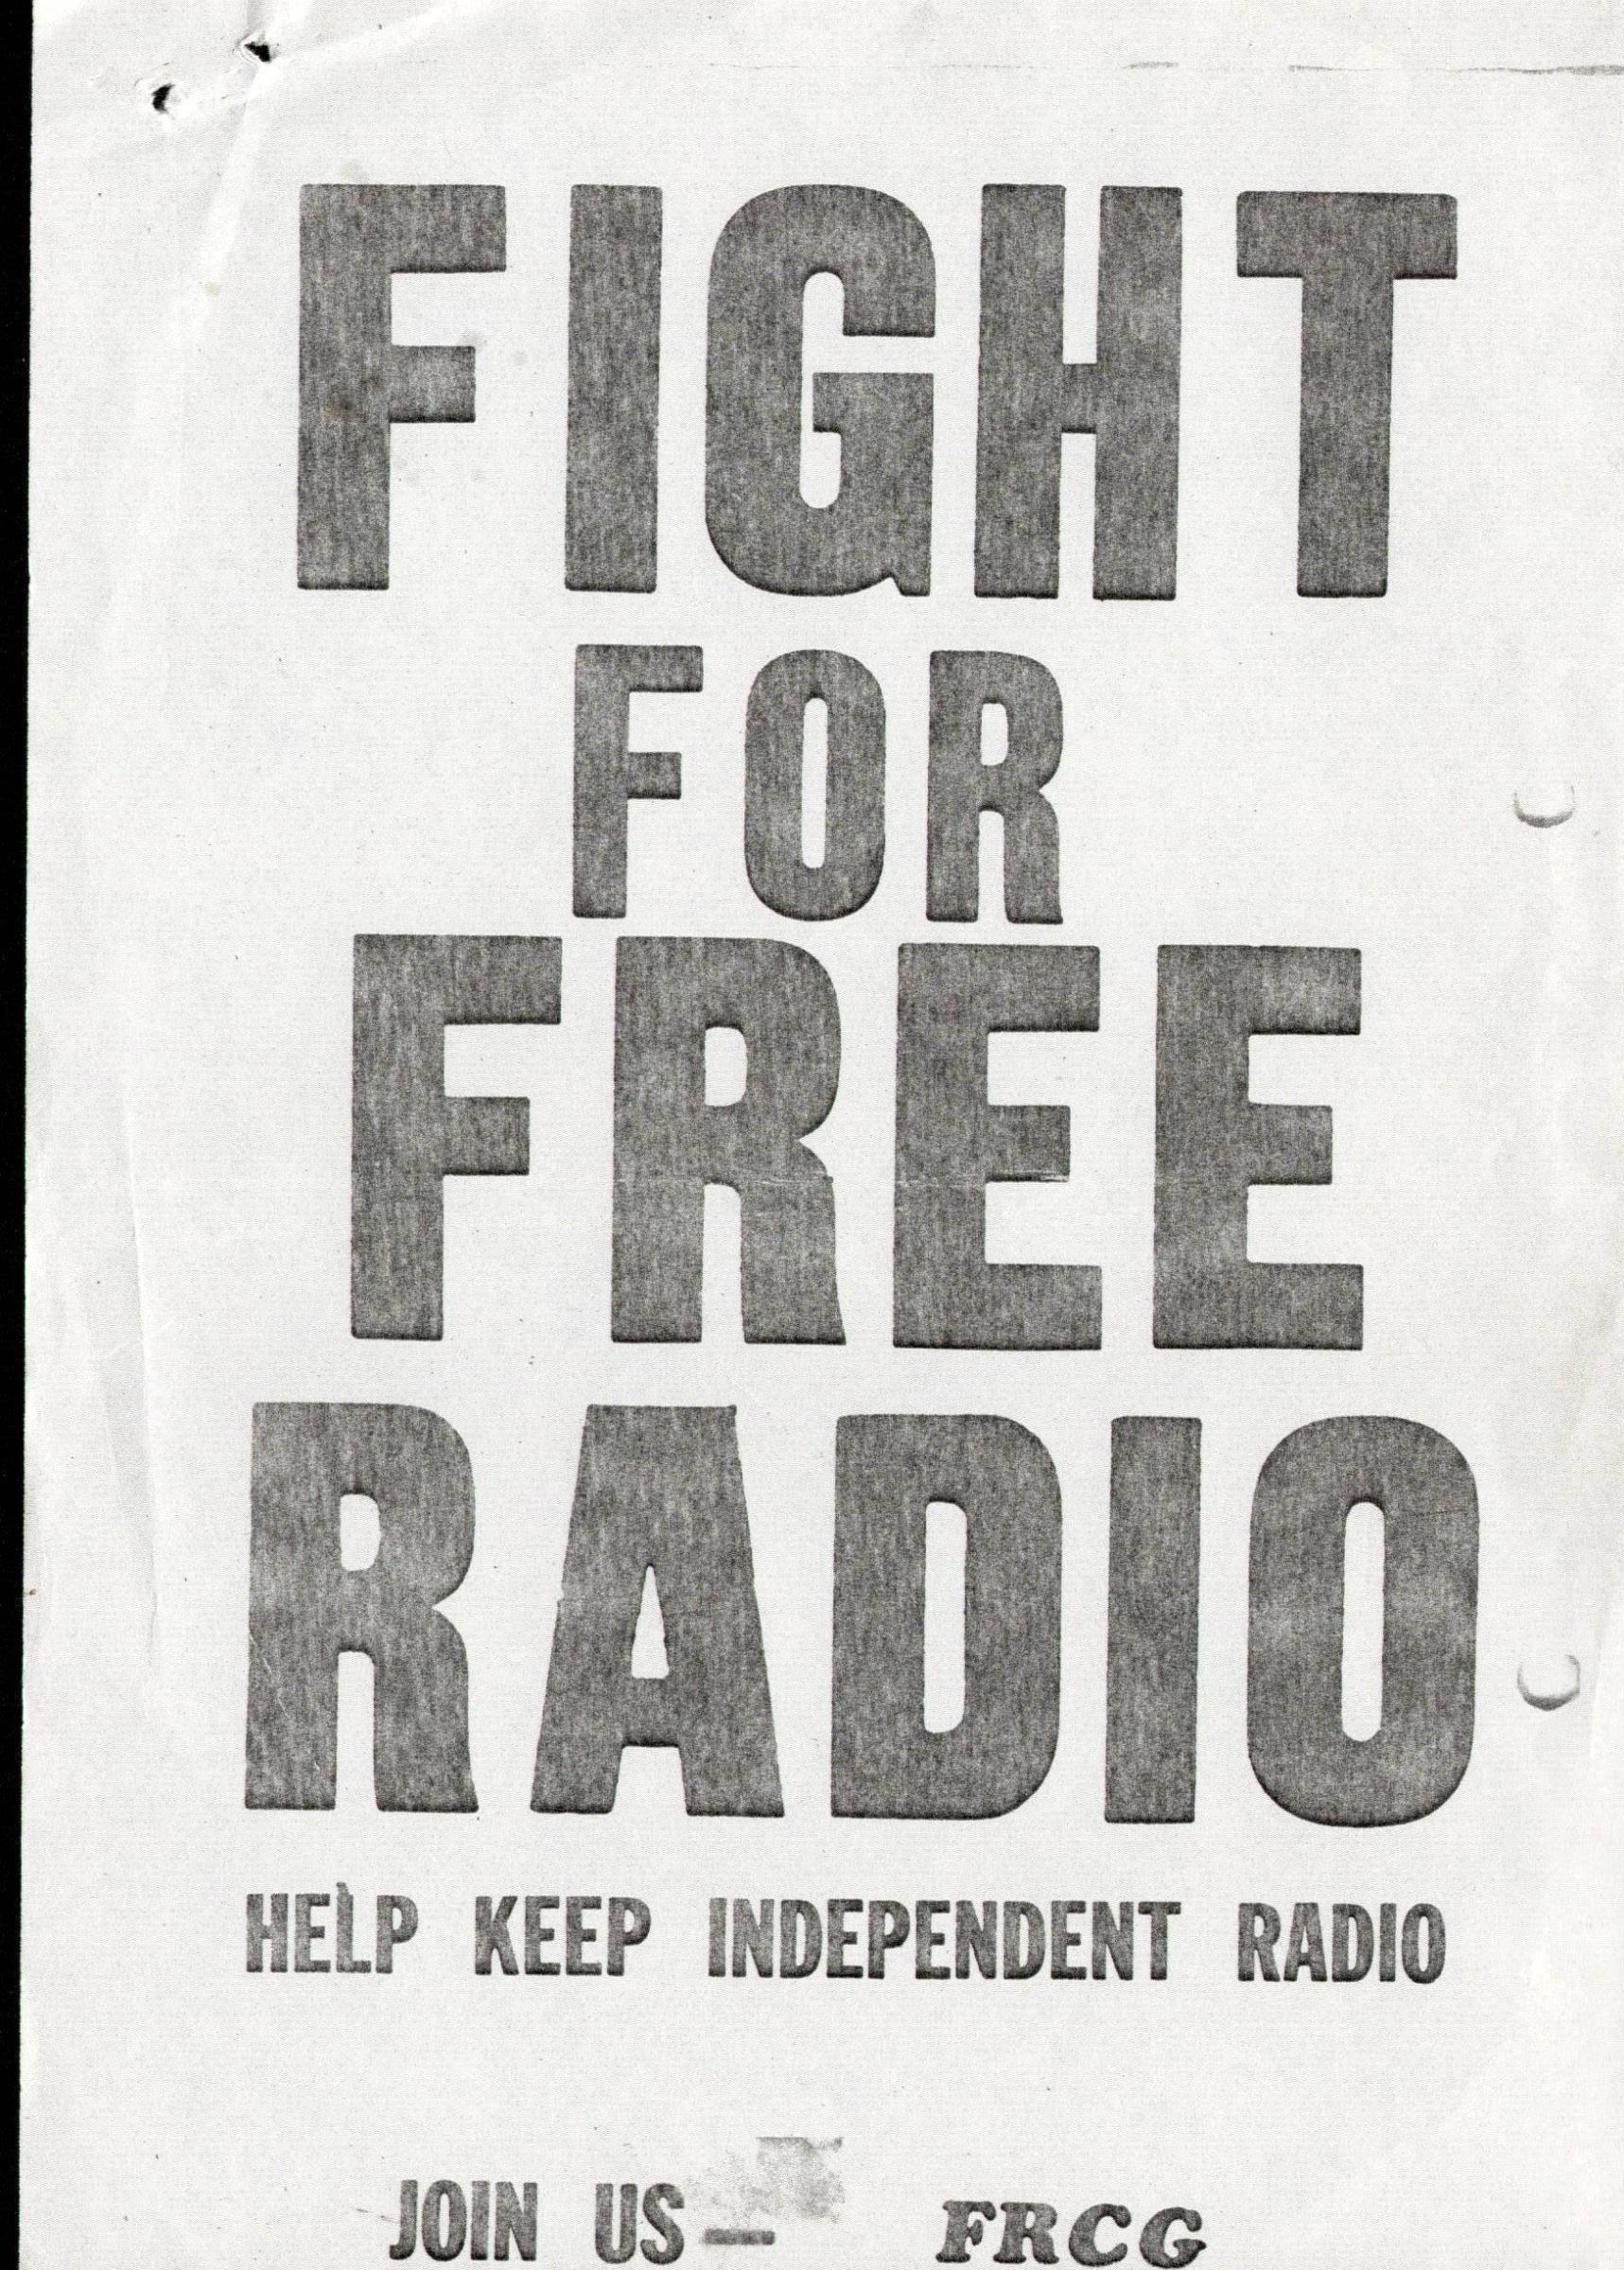 FIGHT
FOR
FREE
RADIO
HELP KEEP INDEPENDENT RADIO
JOIN US— FRCG